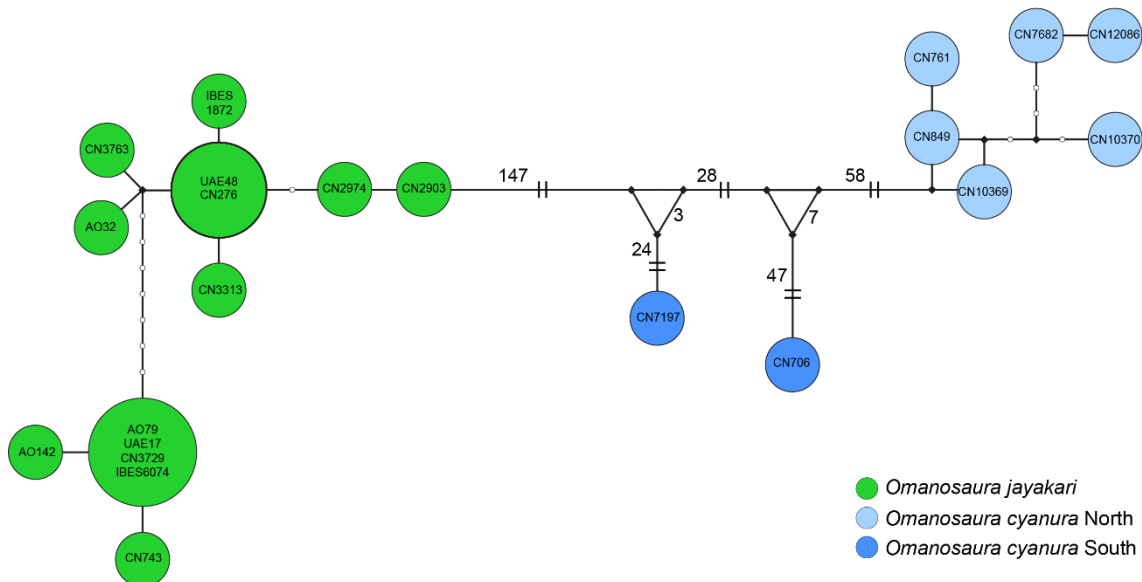 CN7682
CN12086
CN761
IBES
1872
CN849
CN10370
CN3763
UAE48
CN276
CN2974
CN2903
147
28
58
CN10369
3
7
AO32
24
47
CN3313
CN7197
CN706
AO79
UAE17
CN3729
IBES6074
AO142
CN743
Omanosaura jayakari
Omanosaura cyanura North
Omanosaura cyanura South